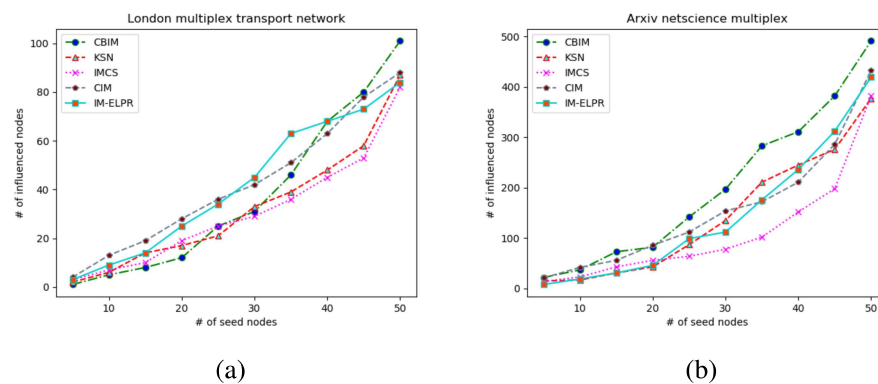 London multiplex transport network
CBIM
KSN
IMCS
CIM
IM-ELPR
100
80
60
40
20
0
# of influenced nodes
10 20 30 40 50
# of seed nodes
(a)
Arxiv netscience multiplex
CBIM
KSN
IMCS
CIM
IM-ELPR
500
400
300
200
100
0
# of influenced nodes
10 20 30 40 50
# of seed nodes
(b)